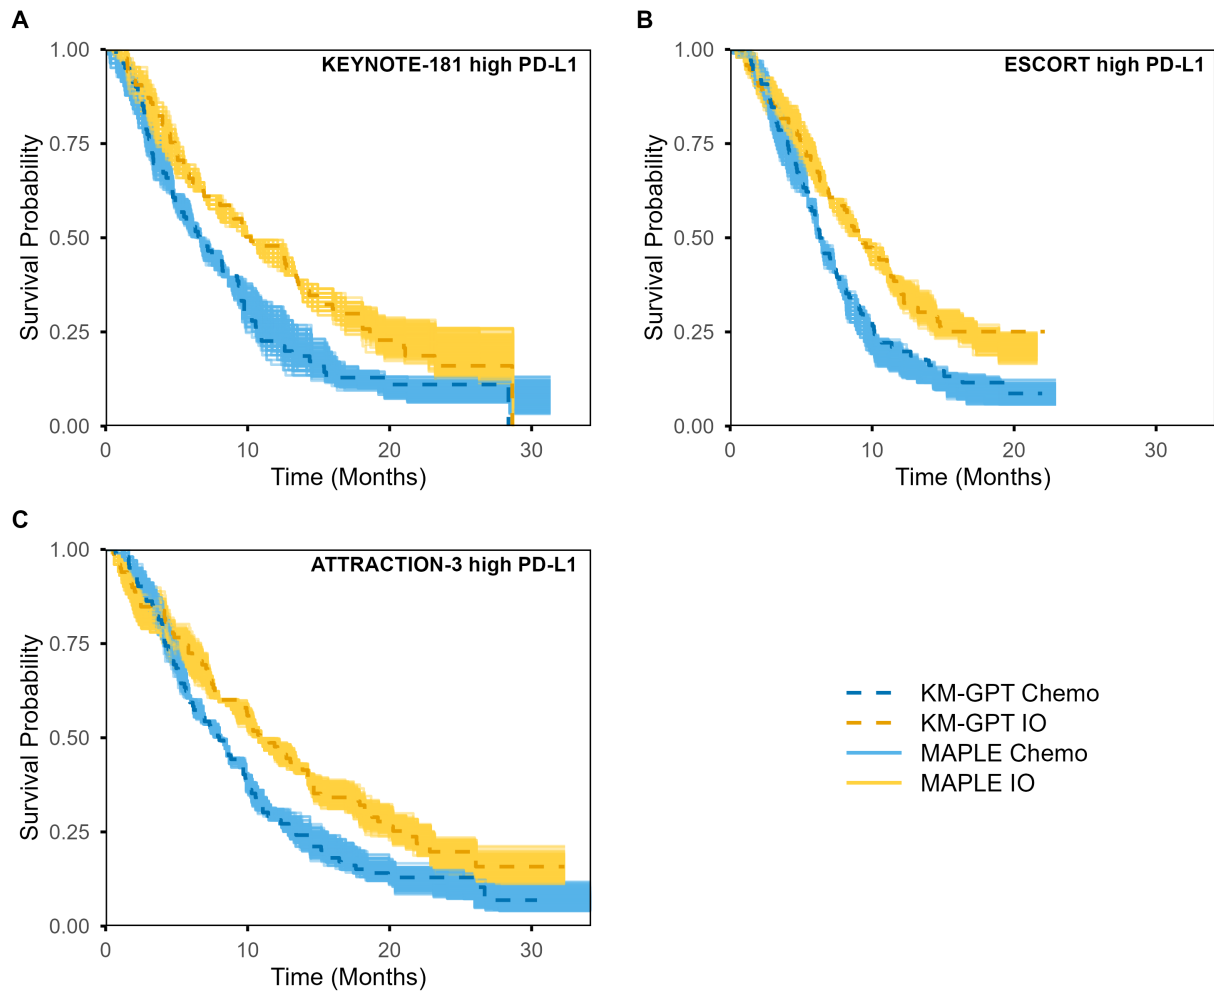 A
KEYNOTE-181 high PD-L1
1.00
0.75
0.50
0.25
0.00
Survival Probability
0
10
20
30
Time (Months)
B
ESCORT high PD-L1
1.00
0.75
0.50
0.25
0.00
Survival Probability
0
10
20
30
Time (Months)
C
ATTRACTION-3 high PD-L1
1.00
0.75
0.50
0.25
0.00
Survival Probability
0
10
20
30
Time (Months)
KM-GPT Chemo
KM-GPT IO
MAPLE Chemo
MAPLE IO